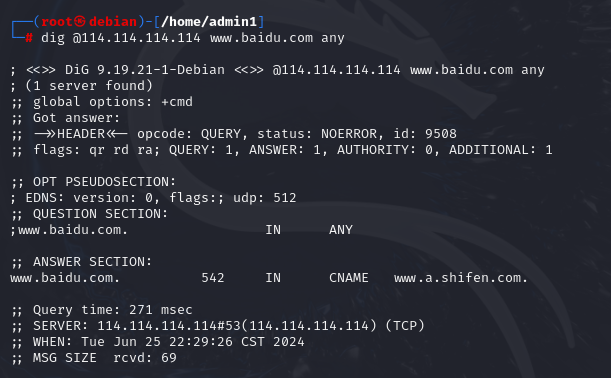 ┌──(root㉿debian)-[/home/admin1]
└─# dig @114.114.114.114 www.baidu.com any

; <<>> DiG 9.19.21-1-Debian <<>> @114.114.114.114 www.baidu.com any
; (1 server found)
;; global options: +cmd
;; Got answer:
;; ->>HEADER<<- opcode: QUERY, status: NOERROR, id: 9508
;; flags: qr rd ra; QUERY: 1, ANSWER: 1, AUTHORITY: 0, ADDITIONAL: 1

;; OPT PSEUDOSECTION:
; EDNS: version: 0, flags:; udp: 512
;; QUESTION SECTION:
;www.baidu.com. IN ANY

;; ANSWER SECTION:
www.baidu.com. 542 IN CNAME www.a.shifen.com.

;; Query time: 271 msec
;; SERVER: 114.114.114.114#53(114.114.114.114) (TCP)
;; WHEN: Tue Jun 25 22:29:26 CST 2024
;; MSG SIZE rcvd: 69